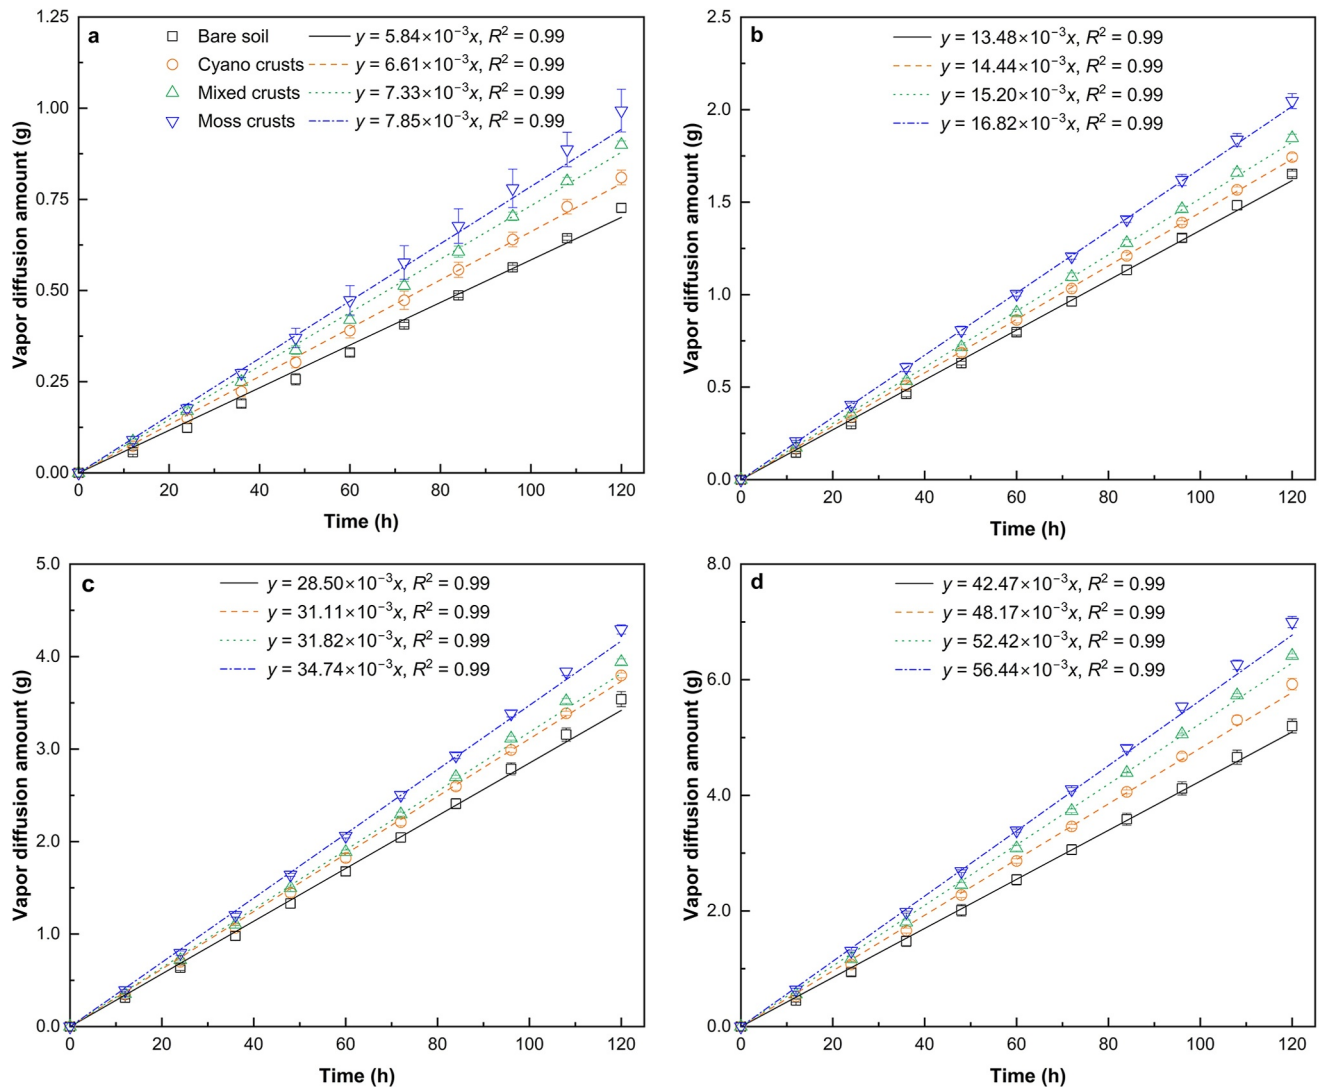 a
Bare soil y = 5.84×10⁻³x, R² = 0.99
Cyano crusts y = 6.61×10⁻³x, R² = 0.99
Mixed crusts y = 7.33×10⁻³x, R² = 0.99
Moss crusts y = 7.85×10⁻³x, R² = 0.99
Vapor diffusion amount (g)
1.25
1.00
0.75
0.50
0.25
0.00
0 20 40 60 80 100 120
Time (h)
b
y = 13.48×10⁻³x, R² = 0.99
y = 14.44×10⁻³x, R² = 0.99
y = 15.20×10⁻³x, R² = 0.99
y = 16.82×10⁻³x, R² = 0.99
Vapor diffusion amount (g)
2.5
2.0
1.5
1.0
0.5
0.0
0 20 40 60 80 100 120
Time (h)
c
y = 28.50×10⁻³x, R² = 0.99
y = 31.11×10⁻³x, R² = 0.99
y = 31.82×10⁻³x, R² = 0.99
y = 34.74×10⁻³x, R² = 0.99
Vapor diffusion amount (g)
5.0
4.0
3.0
2.0
1.0
0.0
0 20 40 60 80 100 120
Time (h)
d
y = 42.47×10⁻³x, R² = 0.99
y = 48.17×10⁻³x, R² = 0.99
y = 52.42×10⁻³x, R² = 0.99
y = 56.44×10⁻³x, R² = 0.99
Vapor diffusion amount (g)
8.0
6.0
4.0
2.0
0.0
0 20 40 60 80 100 120
Time (h)